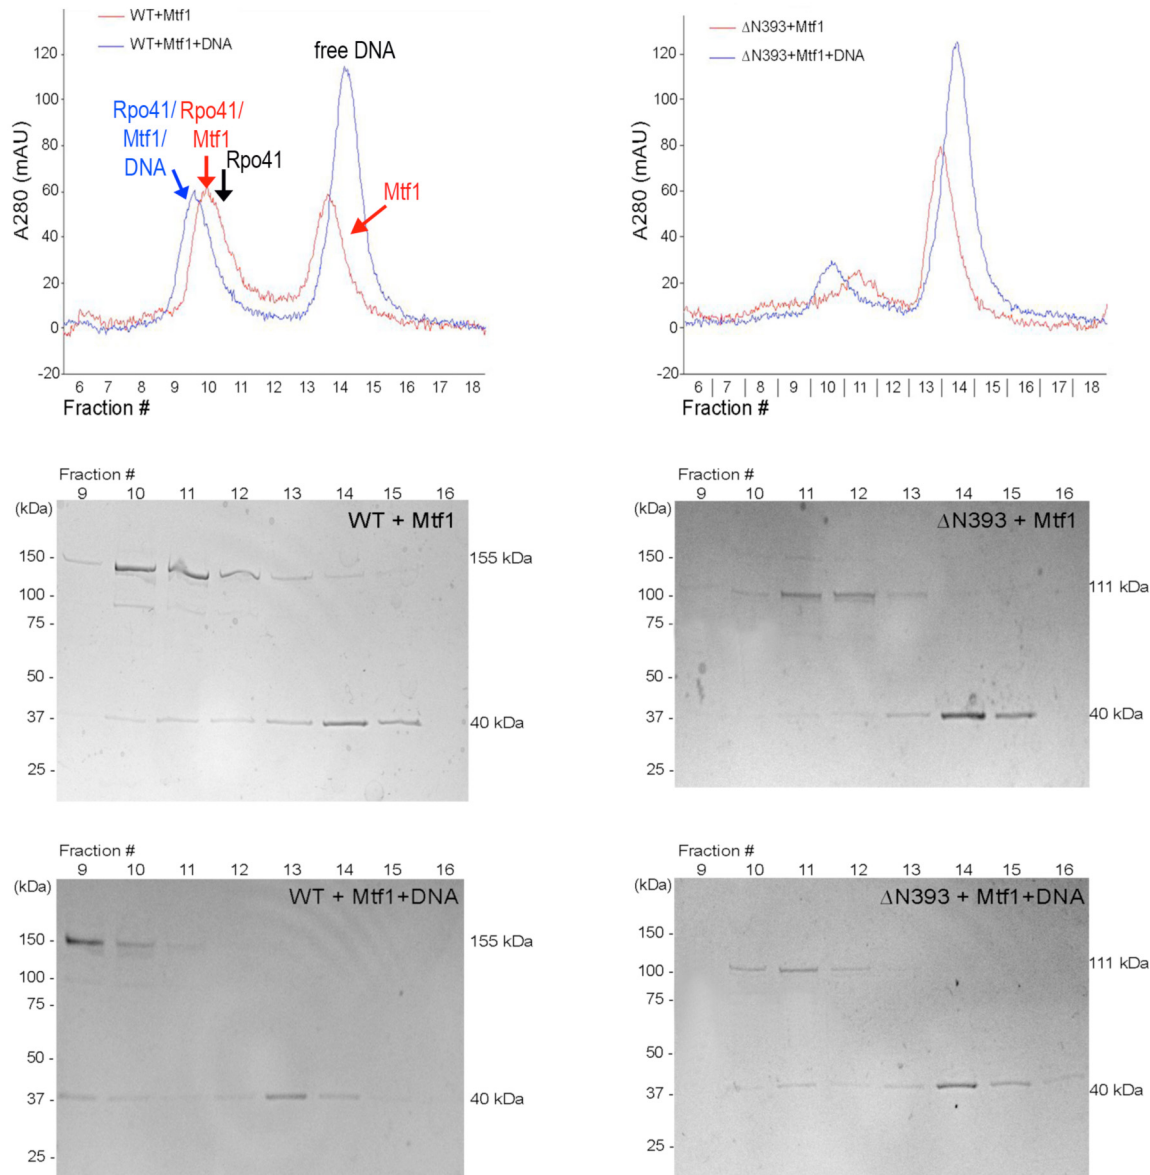 WT+Mtf1
WT+Mtf1+DNA
free DNA
Rpo41/
Mtf1/
DNA
Rpo41/
Mtf1
Rpo41
Mtf1
A280 (mAU)
120
100
80
60
40
20
0
-20
6 7 8 9 10 11 12 13 14 15 16 17 18
Fraction #
ΔN393+Mtf1
ΔN393+Mtf1+DNA
A280 (mAU)
120
100
80
60
40
20
0
-20
6 | 7 | 8 | 9 | 10 | 11 | 12 | 13 | 14 | 15 | 16 | 17 | 18
Fraction #
Fraction #
(kDa) 9 10 11 12 13 14 15 16
WT + Mtf1
150 -
100 -
75 -
50 -
37 -
25 -
155 kDa
40 kDa
Fraction #
(kDa) 9 10 11 12 13 14 15 16
ΔN393 + Mtf1
150 -
100 -
75 -
50 -
37 -
25 -
111 kDa
40 kDa
Fraction #
(kDa) 9 10 11 12 13 14 15 16
WT + Mtf1+DNA
150 -
100 -
75 -
50 -
37 -
25 -
155 kDa
40 kDa
Fraction #
(kDa) 9 10 11 12 13 14 15 16
ΔN393 + Mtf1+DNA
150 -
100 -
75 -
50 -
37 -
25 -
111 kDa
40 kDa